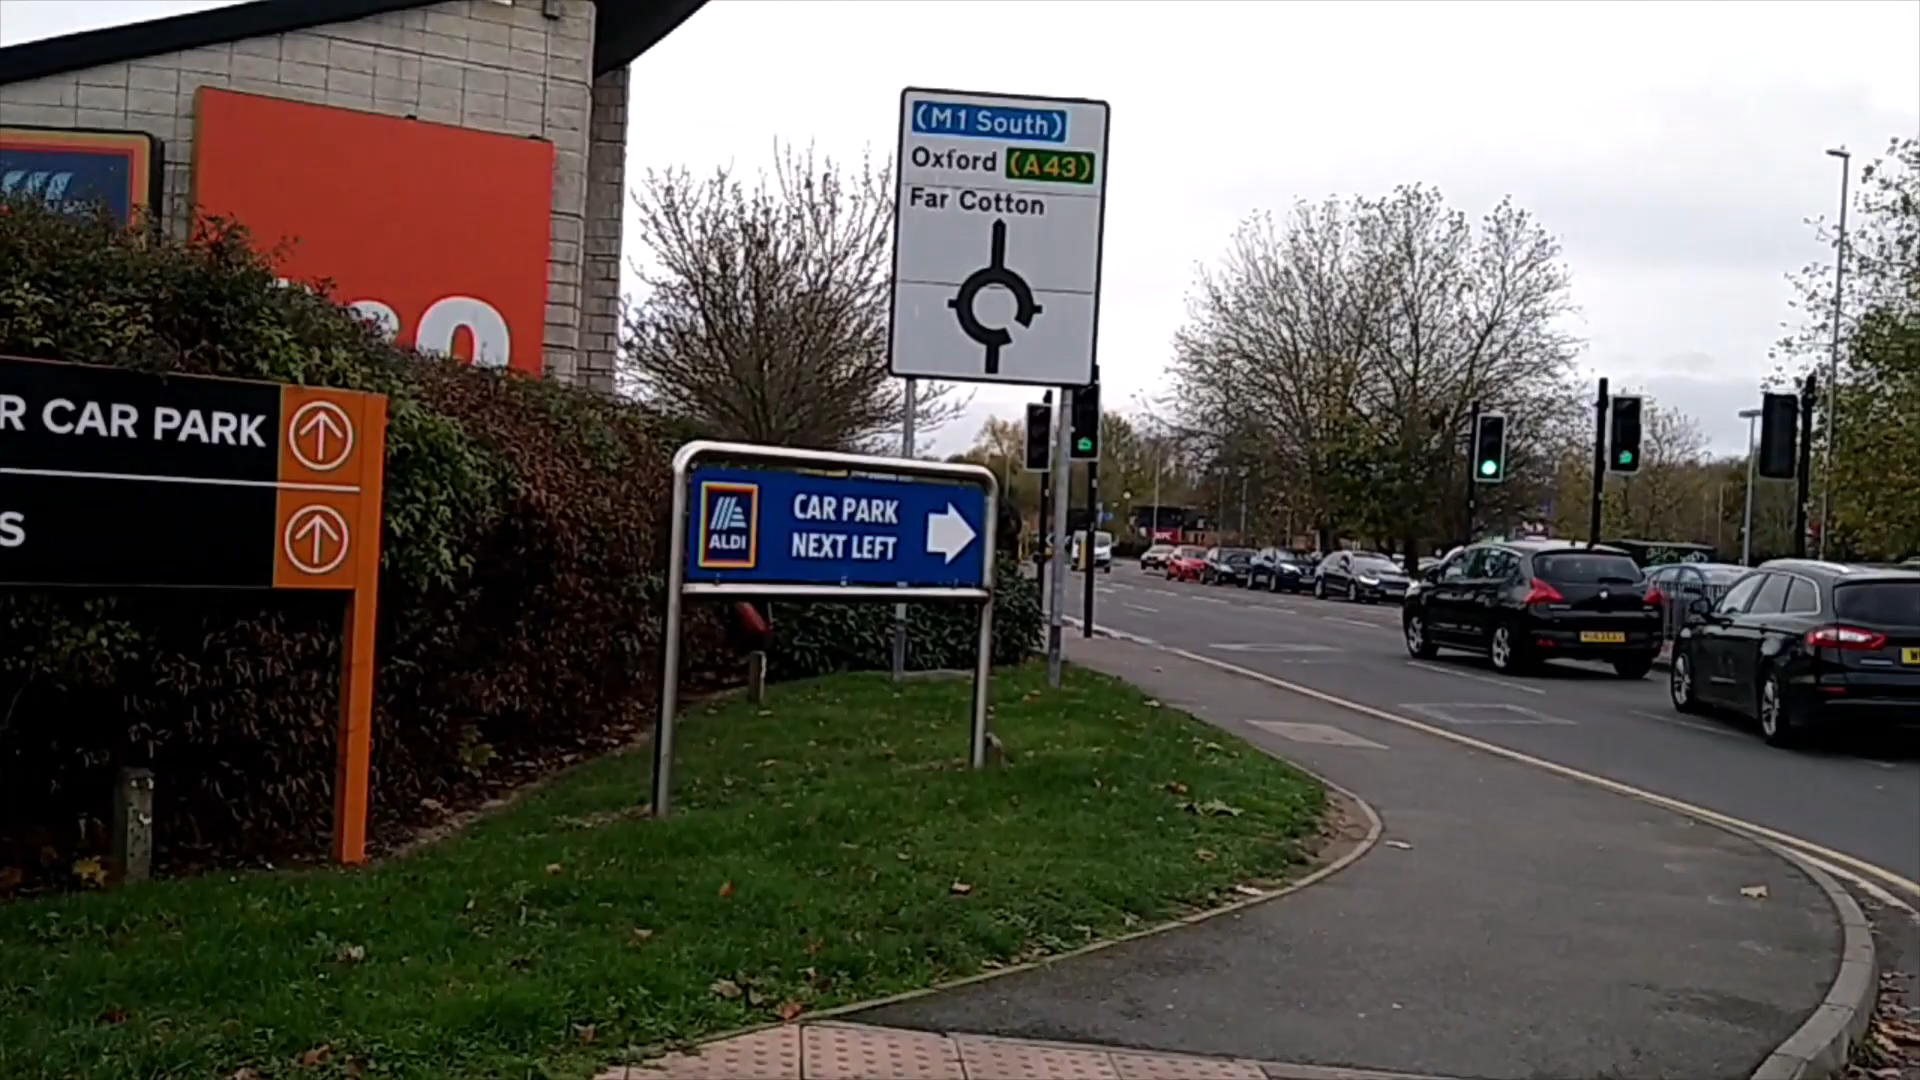 (M1 South)
Oxford (A43)
Far Cotton
R CAR PARK
S
ALDI
CAR PARK
NEXT LEFT